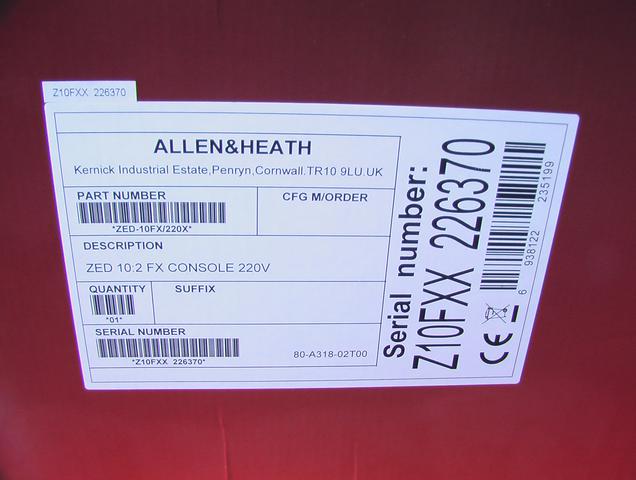 Z10FXX 226370
ALLEN&HEATH
Kernick Industrial Estate,Penryn,Cornwall.TR10 9LU.UK
PART NUMBER
*ZED-10FX/220X*
CFG M/ORDER
DESCRIPTION
ZED 10:2 FX CONSOLE 220V
QUANTITY
*01*
SUFFIX
SERIAL NUMBER
*Z10FXX 226370*
80-A318-02T00
Serial number:
Z10FXX 226370
6 938122 235199
CE